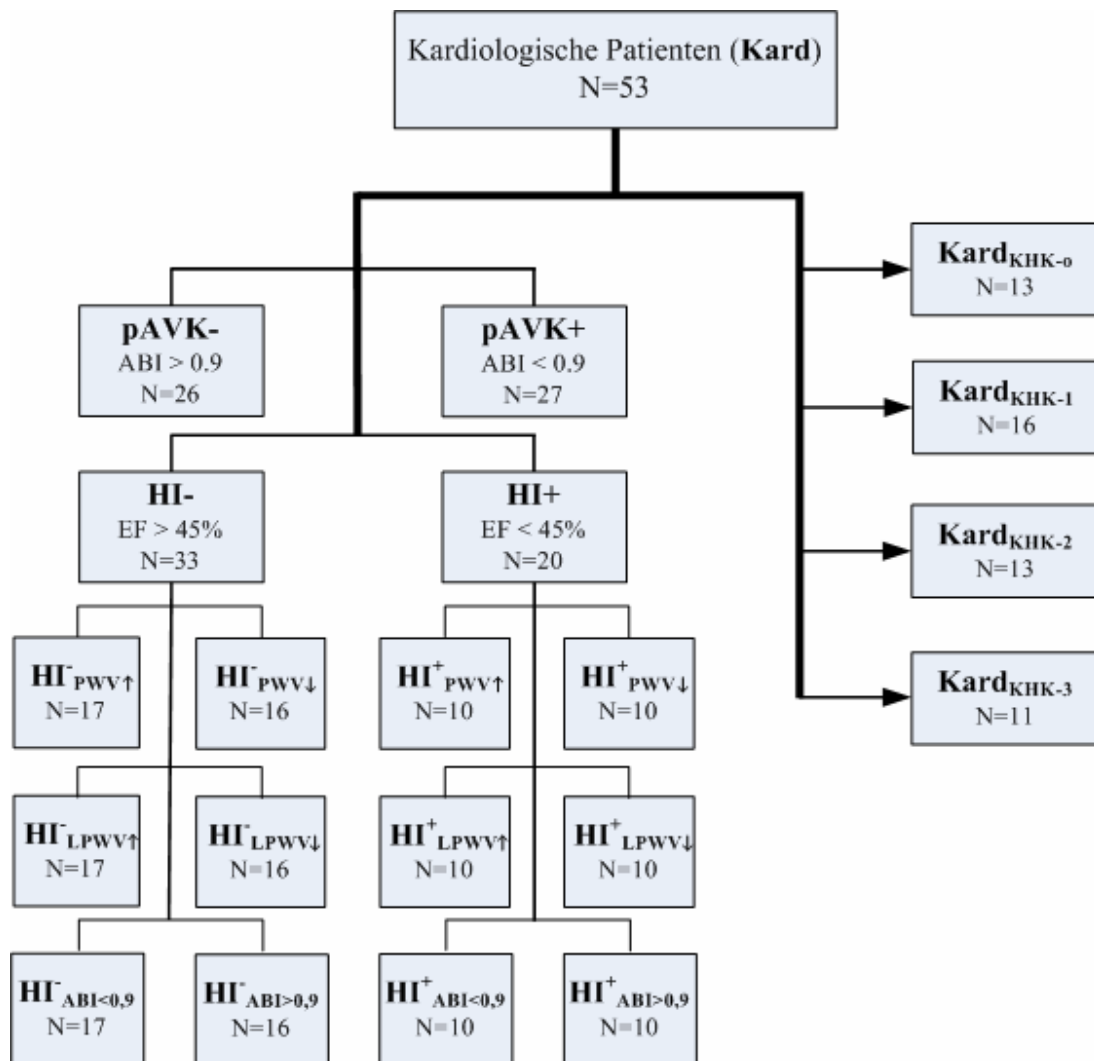 Kardiologische Patienten (Kard)
N=53
pAVK-
ABI > 0.9
N=26
pAVK+
ABI < 0.9
N=27
HI-
EF > 45%
N=33
HI+
EF < 45%
N=20
HI-PWV↑
N=17
HI-PWV↓
N=16
HI+PWV↑
N=10
HI+PWV↓
N=10
HI-LPWV↑
N=17
HI-LPWV↓
N=16
HI+LPWV↑
N=10
HI+LPWV↓
N=10
HI-ABI<0,9
N=17
HI-ABI>0,9
N=16
HI+ABI<0,9
N=10
HI+ABI>0,9
N=10
KardKHK-o
N=13
KardKHK-1
N=16
KardKHK-2
N=13
KardKHK-3
N=11